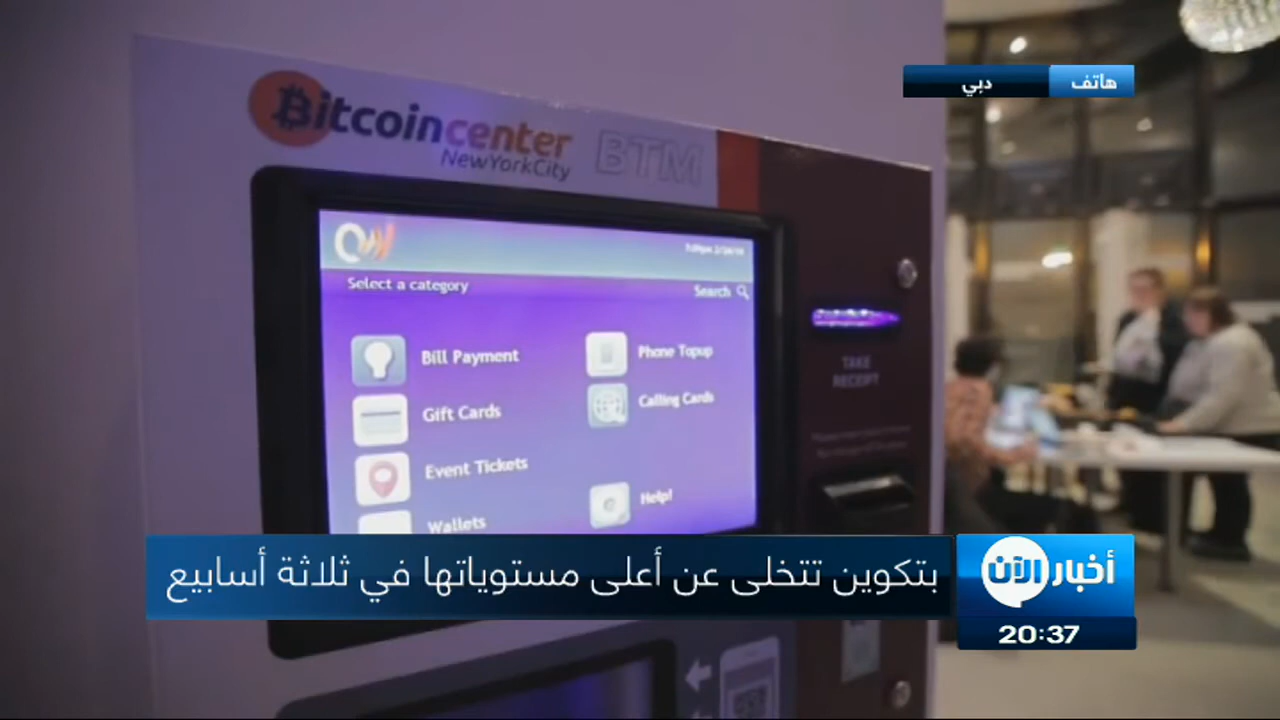 هاتف دبي
Bitcoincenter
NewYorkCity
BTM
Select a category
Search
Bill Payment
Phone Topup
Gift Cards
Calling Cards
Event Tickets
Help!
Wallets
TAKE
RECEIPT
بتكوين تتخلى عن أعلى مستوياتها في ثلاثة أسابيع
أخبار الآن
20:37